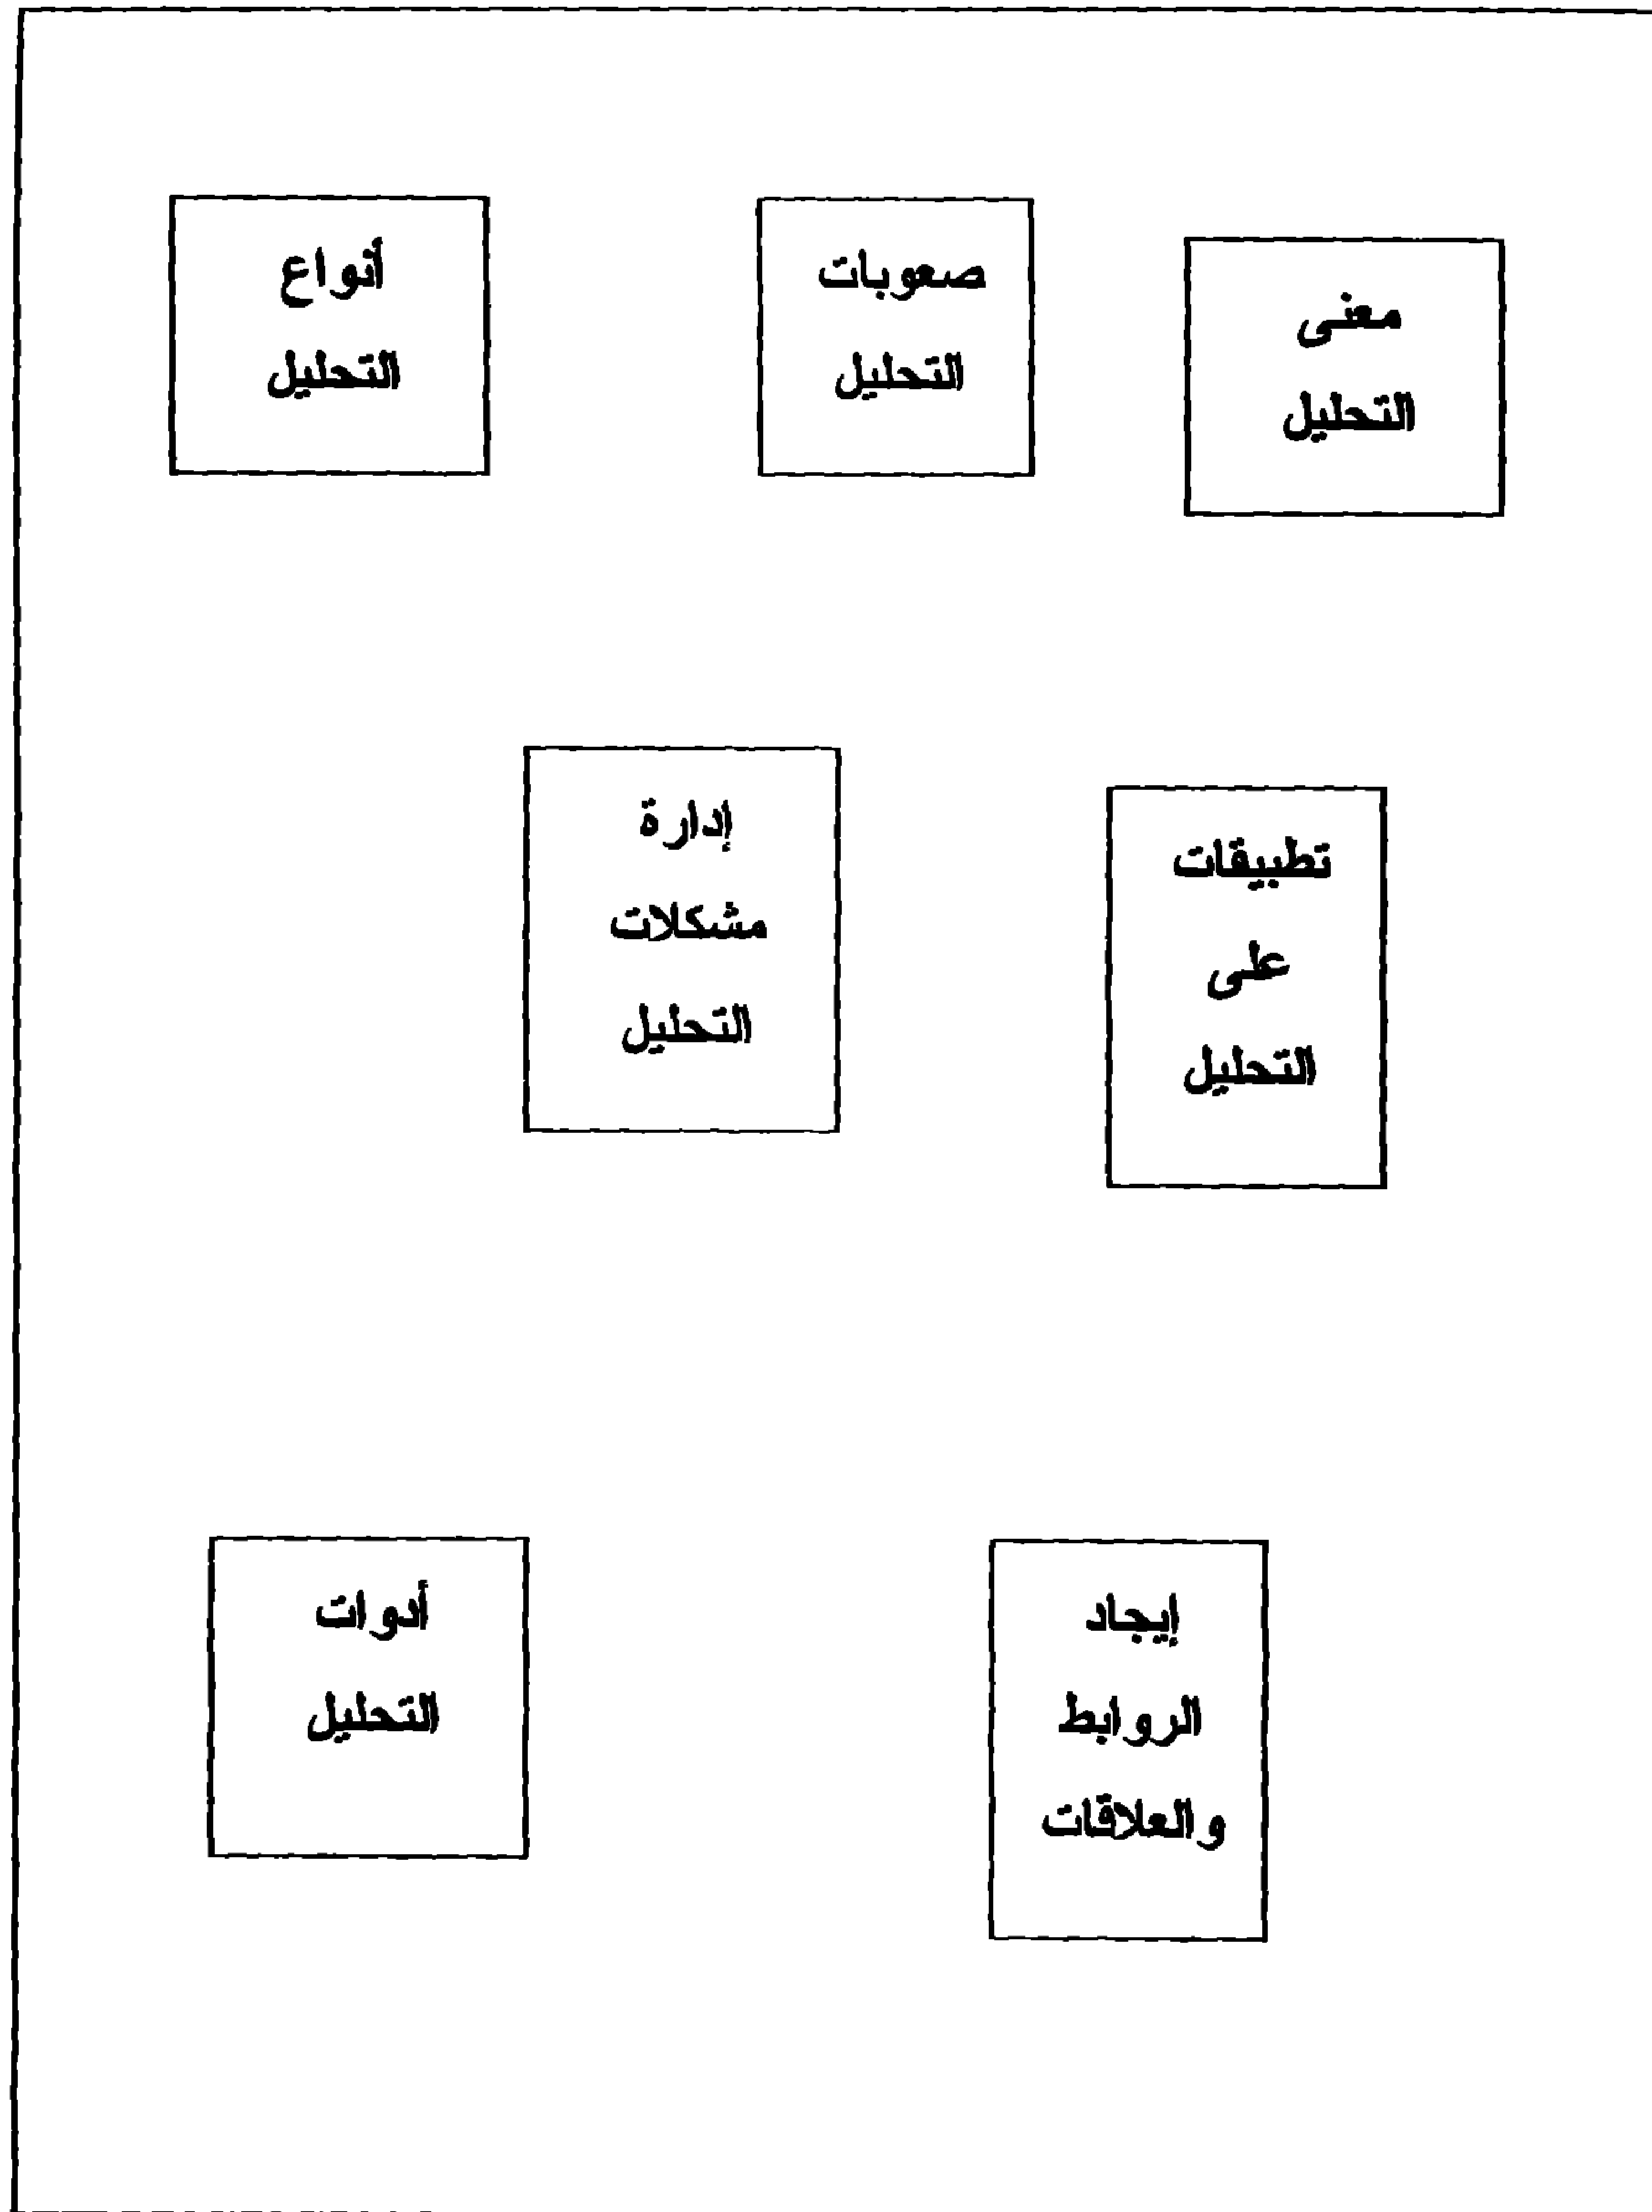 معنى
التحليل
صعوبات
التحليل
أنواع
التحليل
تطبيقات
على
التحليل
إدارة
مشكلات
التحليل
إيجاد
الروابط
والعلاقات
أدوات
التحليل